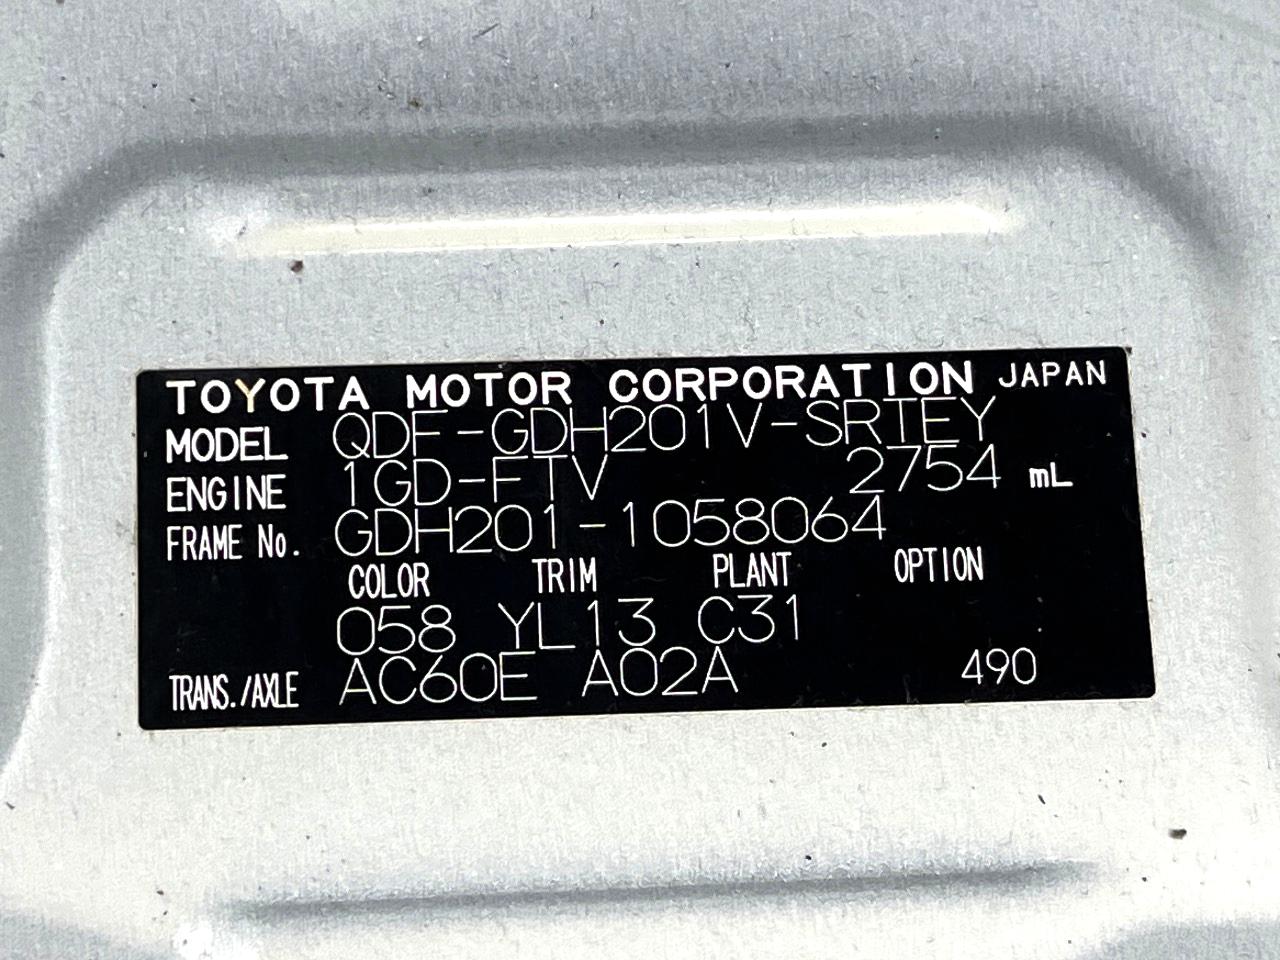 TOYOTA MOTOR CORPORATION JAPAN
MODEL QDF-GDH201V-SRTEY
ENGINE 1GD-FTV 2754 mL
FRAME No. GDH201-1058064
COLOR TRIM PLANT OPTION
058 YL13 C31
TRANS./AXLE AC60E A02A 490